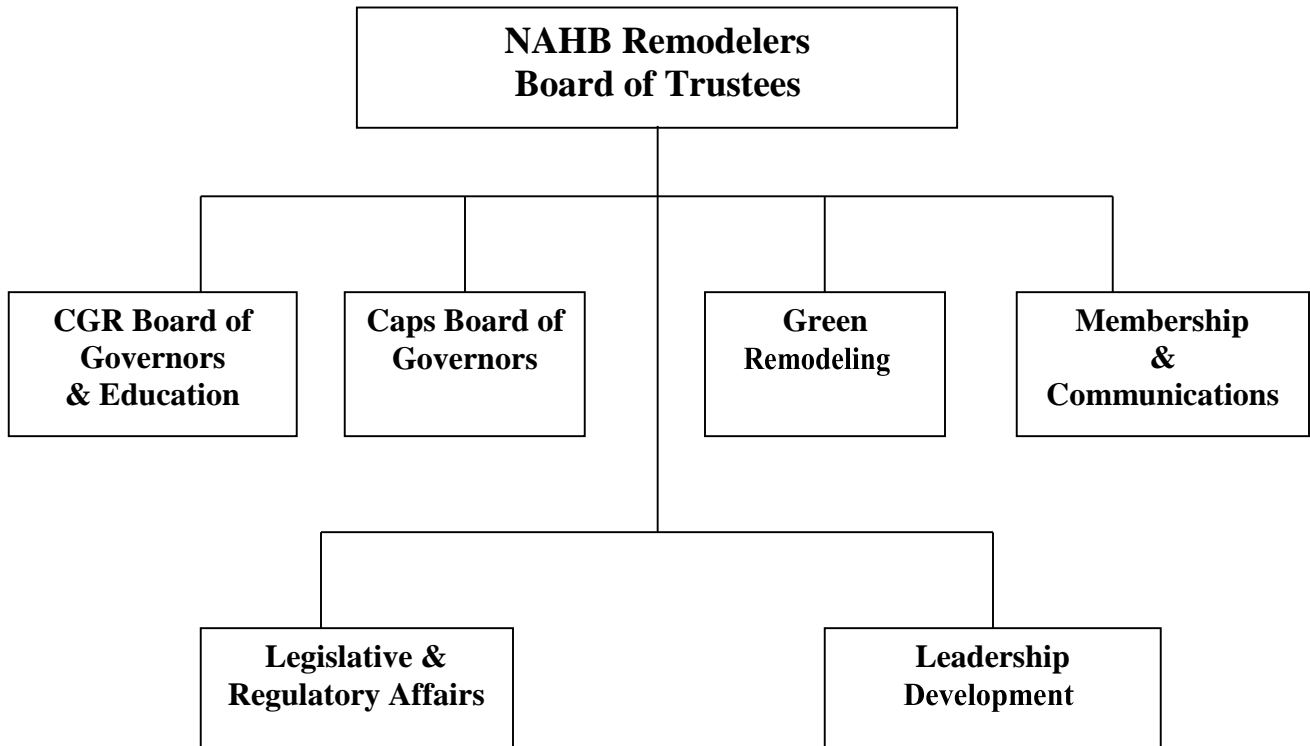 NAHB Remodelers
Board of Trustees
CGR Board of
Governors
& Education
Caps Board of
Governors
Green
Remodeling
Membership
&
Communications
Legislative &
Regulatory Affairs
Leadership
Development